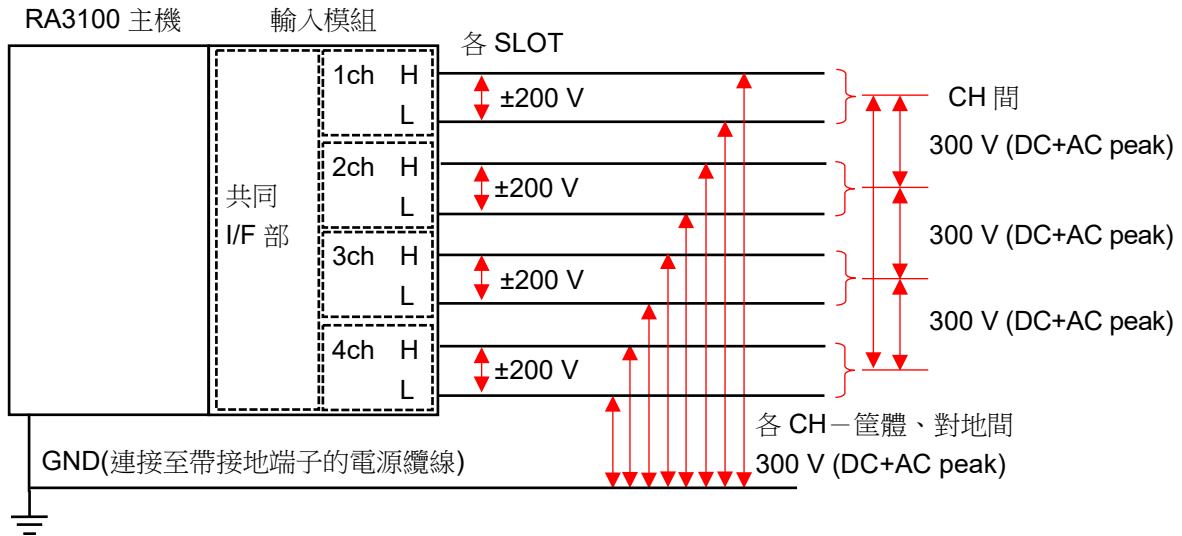 RA3100 主機
輸入模組
各 SLOT
1ch H
L
±200 V
2ch H
L
±200 V
共同
I/F 部
3ch H
L
±200 V
4ch H
L
±200 V
CH 間
300 V (DC+AC peak)
300 V (DC+AC peak)
300 V (DC+AC peak)
各 CH－筐體、對地間
300 V (DC+AC peak)
GND(連接至帶接地端子的電源纜線)